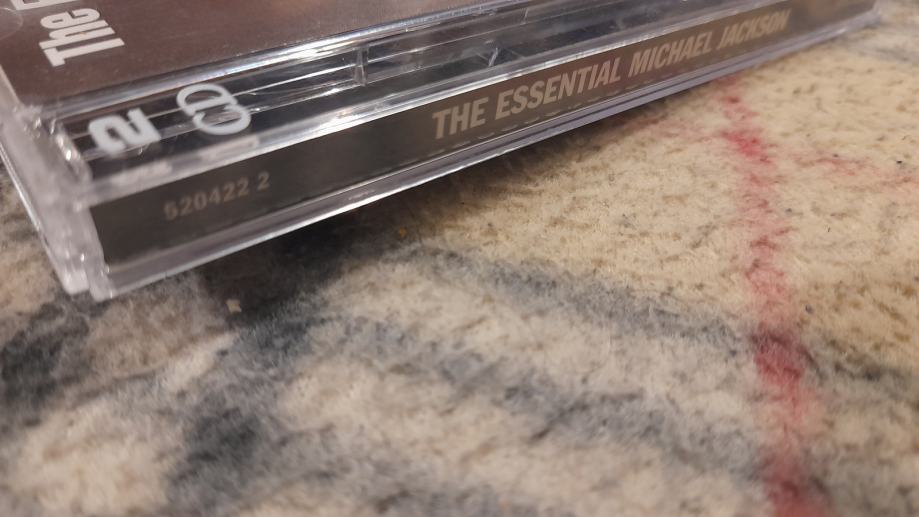 The
2
CD
THE ESSENTIAL MICHAEL JACKSON
520422 2